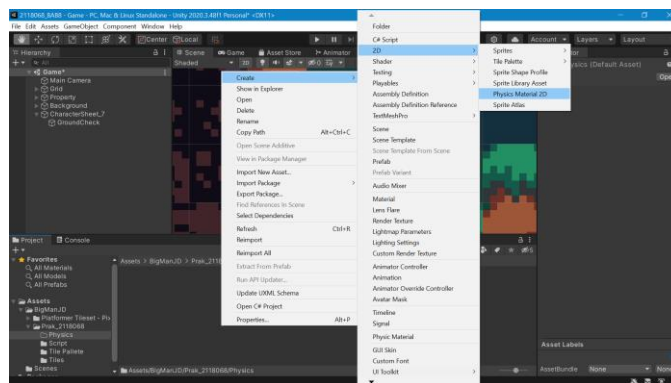 2118068_BAB8 - Game - PC, Mac & Linux Standalone - Unity 2020.3.48f1 Personal* <DX11>
File Edit Assets GameObject Component Window Help
Center Local Account Layers Layout
Hierarchy
Scene Game Asset Store Animator
Shaded 2D
All
Game*
Main Camera
Grid
Property
Background
CharacterSheet_7
GroundCheck
Create
Show in Explorer
Open
Delete
Rename
Copy Path Alt+Ctrl+C
Open Scene Additive
View in Package Manager
Import New Asset...
Import Package
Export Package...
Find References In Scene
Select Dependencies
Refresh Ctrl+R
Reimport
Reimport All
Extract From Prefab
Run API Updater...
Update UXML Schema
Open C# Project
Properties... Alt+P
Folder
C# Script
2D
Shader
Testing
Playables
Assembly Definition
Assembly Definition Reference
TextMeshPro
Scene
Scene Template
Scene Template From Scene
Prefab
Prefab Variant
Audio Mixer
Material
Lens Flare
Render Texture
Lightmap Parameters
Lighting Settings
Custom Render Texture
Animator Controller
Animation
Animator Override Controller
Avatar Mask
Timeline
Signal
Physic Material
GUI Skin
Custom Font
UI Toolkit
Sprites
Tile Palette
Sprite Shape Profile
Sprite Library Asset
Physics Material 2D
Sprite Atlas
ysics (Default Asset)
Ope
Project Console
Favorites
All Materials
All Models
All Prefabs
Assets
BigManJD
Platformer Tileset - Pix
Prak_2118068
Physics
Script
Tile Pallete
Tiles
Scenes
Assets > BigManJD > Prak_2118
Assets/BigManJD/Prak_2118068/Physics
Asset Labels
AssetBundle None Non